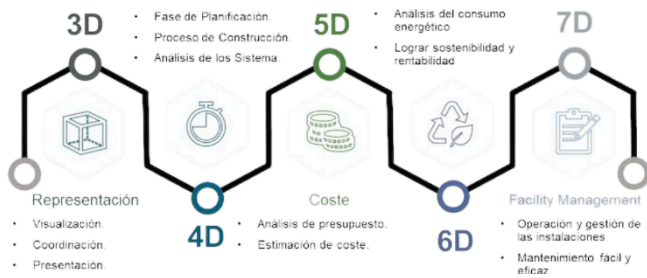 3D
Representación
• Visualización.
• Coordinación.
• Presentación.
• Fase de Planificación.
• Proceso de Construcción.
• Análisis de los Sistema.
4D
5D
Coste
• Análisis de presupuesto.
• Estimación de coste.
• Análisis del consumo
energético
• Lograr sostenibilidad y
rentabilidad
6D
7D
Facility Management
• Operación y gestión de
las instalaciones
• Mantenimiento fácil y
eficaz.